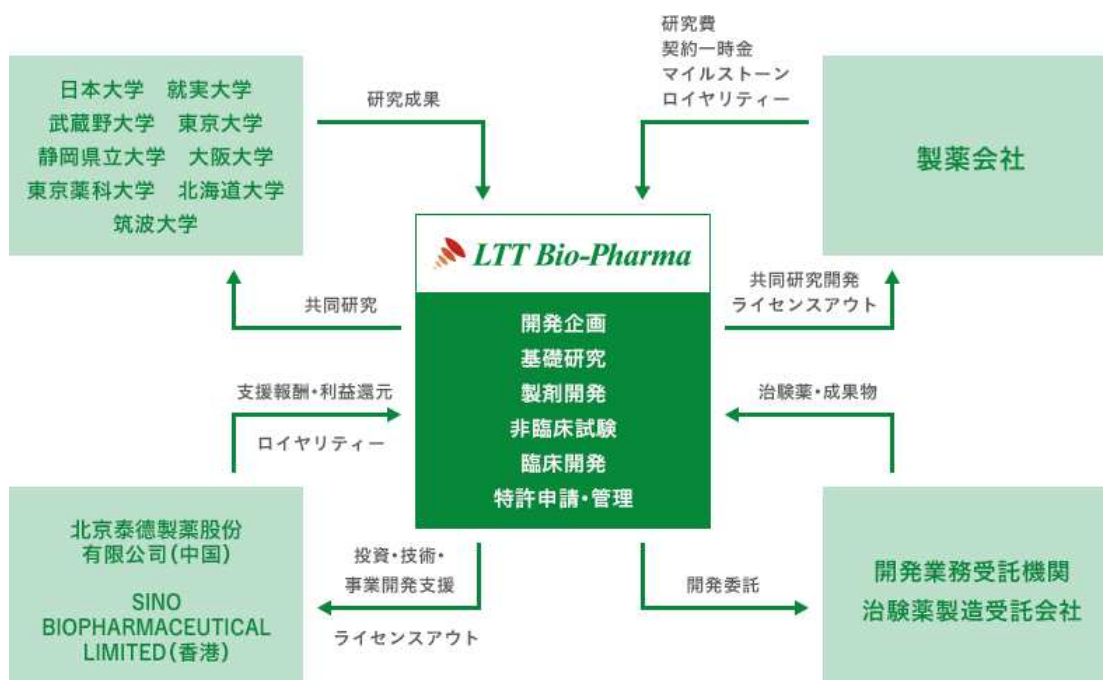 日本大学　就実大学
武蔵野大学　東京大学
静岡県立大学　大阪大学
東京薬科大学　北海道大学
筑波大学
研究成果
共同研究
研究費
契約一時金
マイルストーン
ロイヤリティー
製薬会社
共同研究開発
ライセンスアウト
LTT Bio-Pharma
開発企画
基礎研究
製剤開発
非臨床試験
臨床開発
特許申請・管理
支援報酬・利益還元
ロイヤリティー
北京泰德製薬股份
有限公司(中国)
SINO
BIOPHARMACEUTICAL
LIMITED(香港)
投資・技術・
事業開発支援
ライセンスアウト
治験薬・成果物
開発委託
開発業務受託機関
治験薬製造受託会社